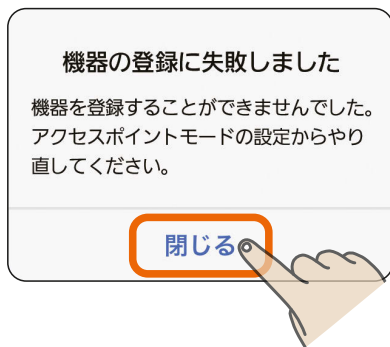 機器の登録に失敗しました
機器を登録することができませんでした。
アクセスポイントモードの設定からやり
直してください。
閉じる